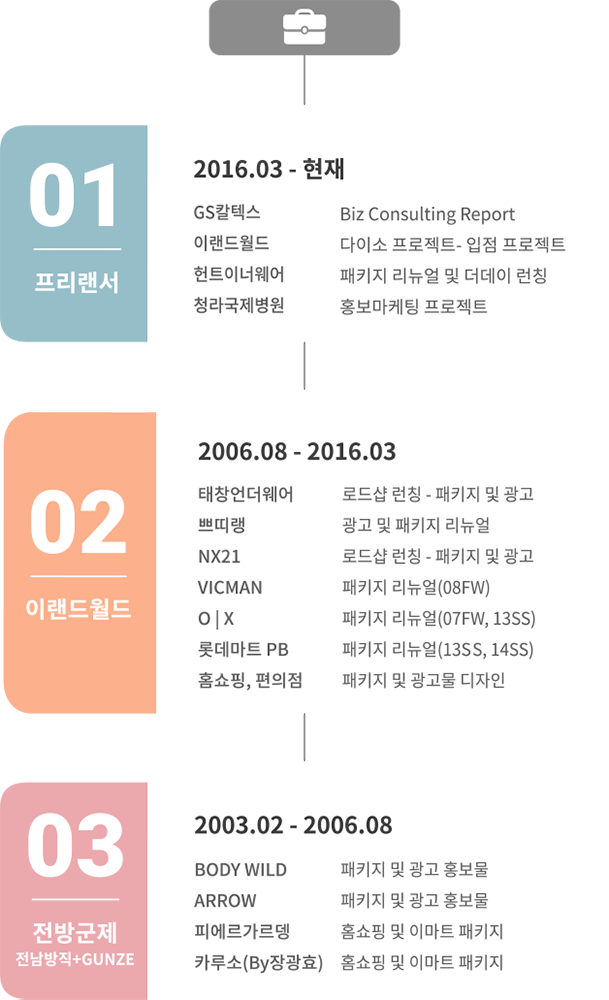 01
프리랜서
2016.03 - 현재
GS칼텍스 Biz Consulting Report
이랜드월드 다이소 프로젝트- 입점 프로젝트
헌트이너웨어 패키지 리뉴얼 및 더데이 런칭
청라국제병원 홍보마케팅 프로젝트
02
이랜드월드
2006.08 - 2016.03
태창언더웨어 로드샵 런칭 - 패키지 및 광고
쁘띠랭 광고 및 패키지 리뉴얼
NX21 로드샵 런칭 - 패키지 및 광고
VICMAN 패키지 리뉴얼(08FW)
O | X 패키지 리뉴얼(07FW, 13SS)
롯데마트 PB 패키지 리뉴얼(13SS, 14SS)
홈쇼핑, 편의점 패키지 및 광고물 디자인
03
전방군제
전남방직+GUNZE
2003.02 - 2006.08
BODY WILD 패키지 및 광고 홍보물
ARROW 패키지 및 광고 홍보물
피에르가르뎅 홈쇼핑 및 이마트 패키지
카루소(By장광효) 홈쇼핑 및 이마트 패키지